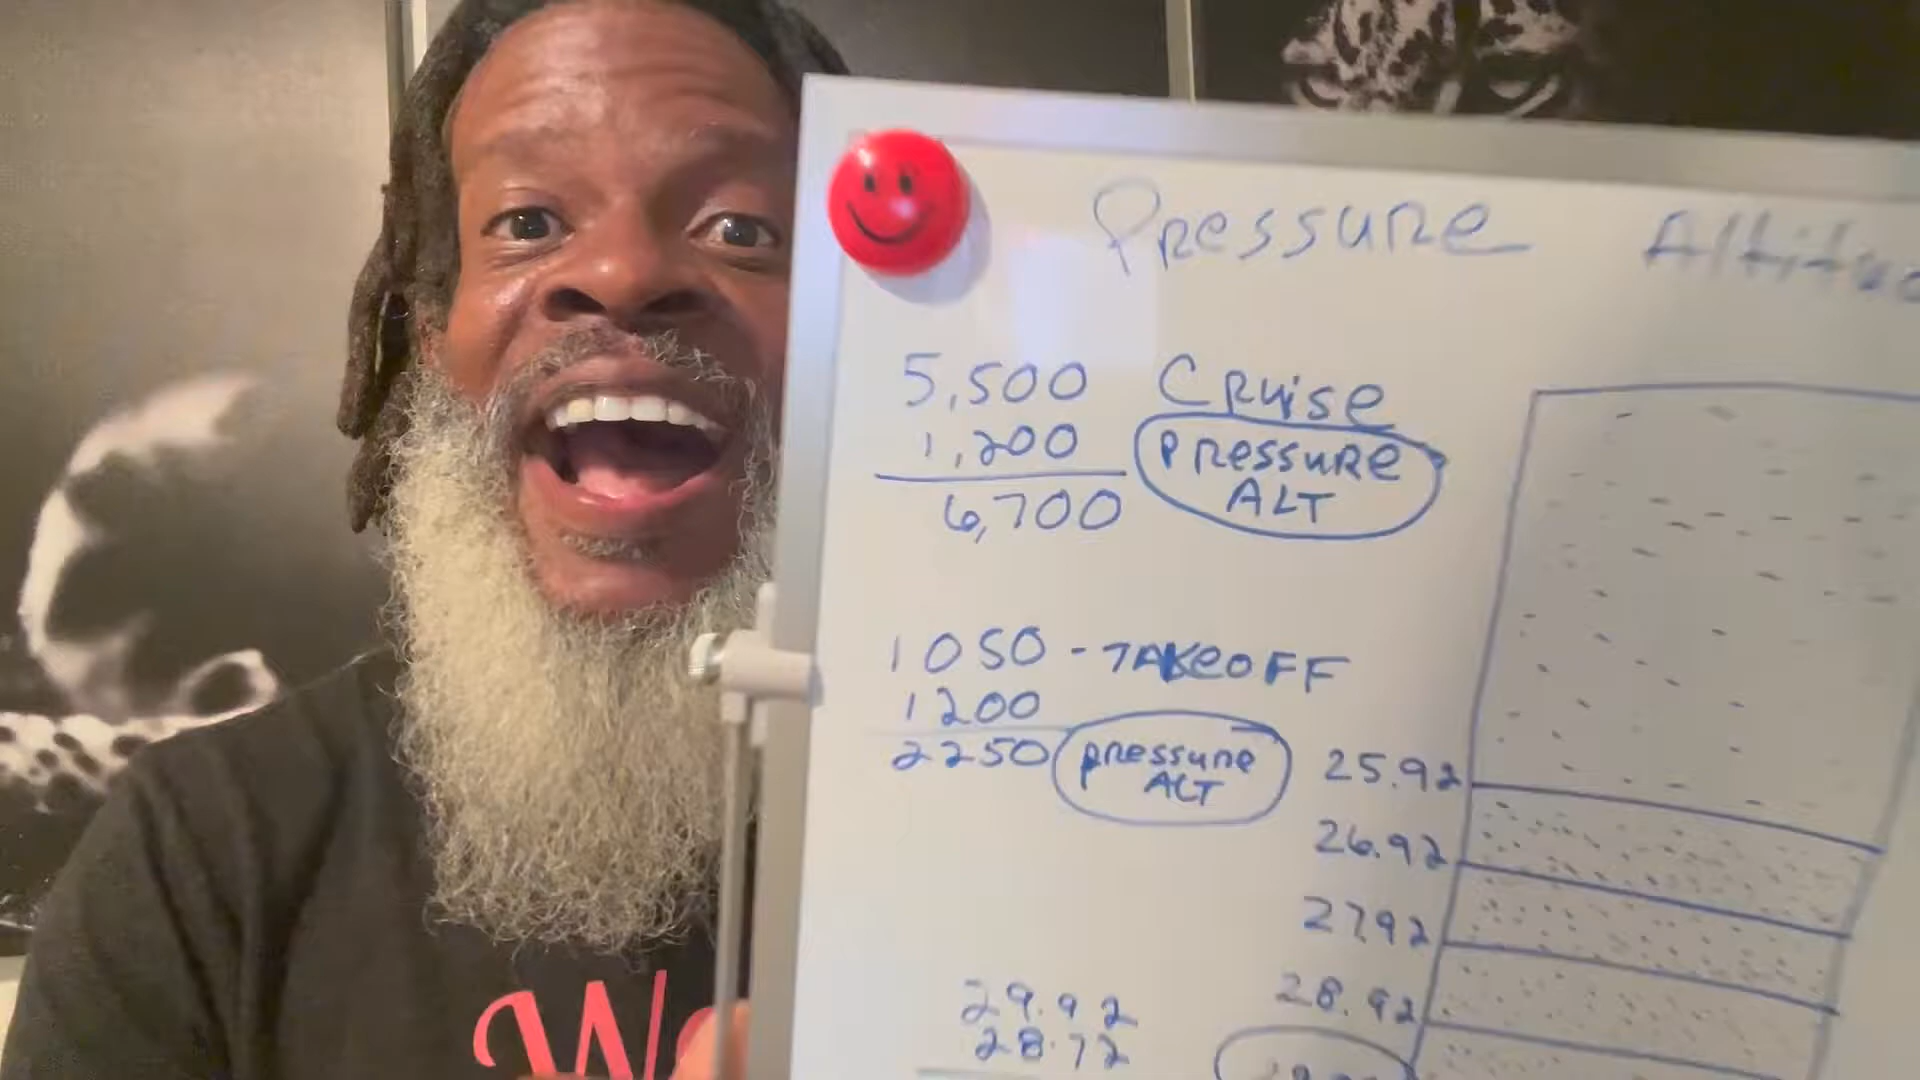 Pressure Altitu
5,500 Cruise
1,200 Pressure
ALT
6,700
1050 - TAKEOFF
1200
2250 pressure
ALT
25.92
26.92
27.92
28.92
29.92
28.72
W